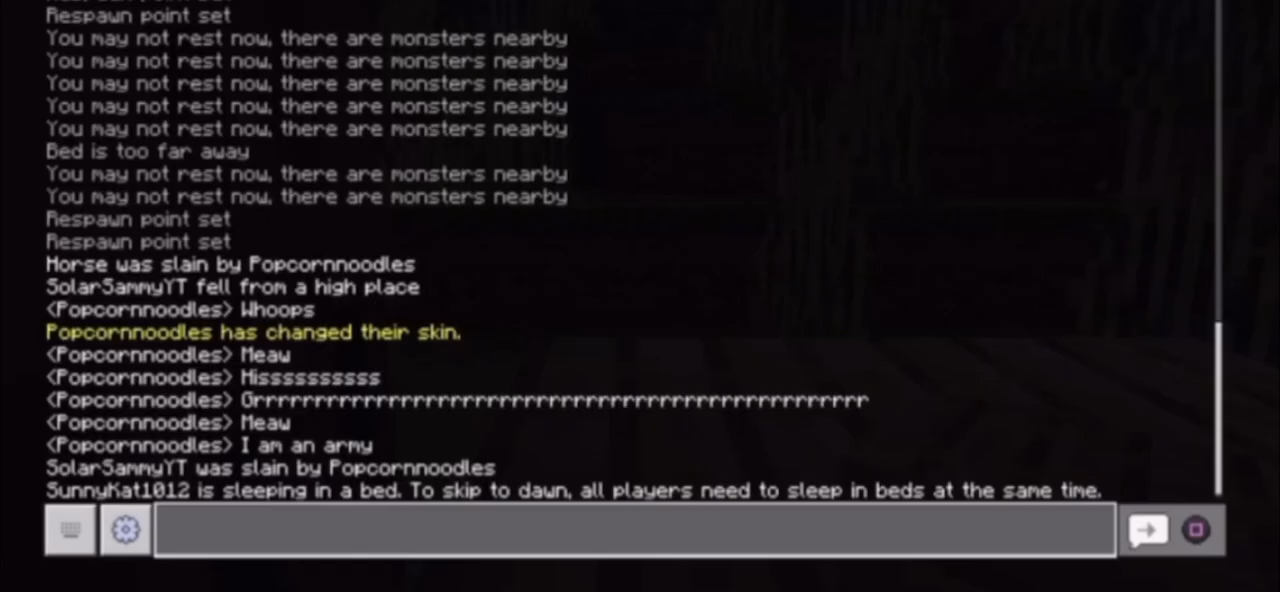 Respawn point set
You may not rest now, there are monsters nearby
You may not rest now, there are monsters nearby
You may not rest now, there are monsters nearby
You may not rest now, there are monsters nearby
You may not rest now, there are monsters nearby
Bed is too far away
You may not rest now, there are monsters nearby
You may not rest now, there are monsters nearby
Respawn point set
Respawn point set
Horse was slain by Popcornnoodles
SolarSammyYT fell from a high place
<Popcornnoodles> Whoops
Popcornnoodles has changed their skin.
<Popcornnoodles> Meaw
<Popcornnoodles> Hissssssssss
<Popcornnoodles> Grrrrrrrrrrrrrrrrrrrrrrrrrrrrrrrrrrrrrrrrrrrrrrrrrr
<Popcornnoodles> Meaw
<Popcornnoodles> I am an army
SolarSammyYT was slain by Popcornnoodles
SunnyKat1012 is sleeping in a bed. To skip to dawn, all players need to sleep in beds at the same time.